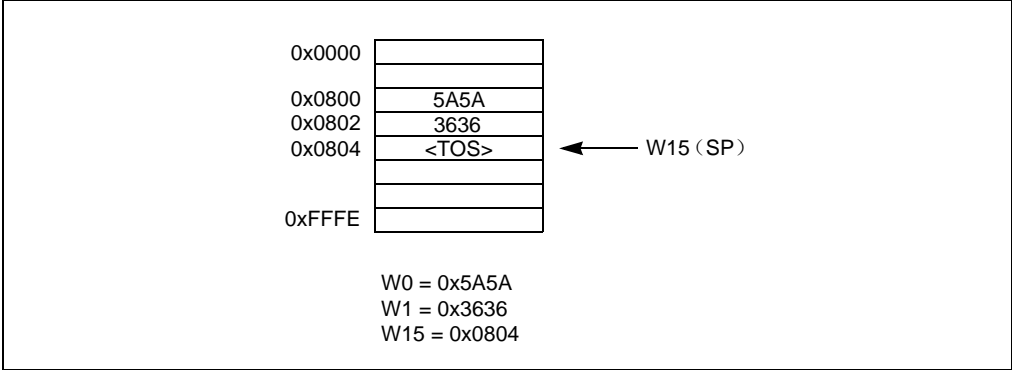 0x0000
0x0800 5A5A
0x0802 3636
0x0804 <TOS> W15（SP）
0xFFFE
W0 = 0x5A5A
W1 = 0x3636
W15 = 0x0804